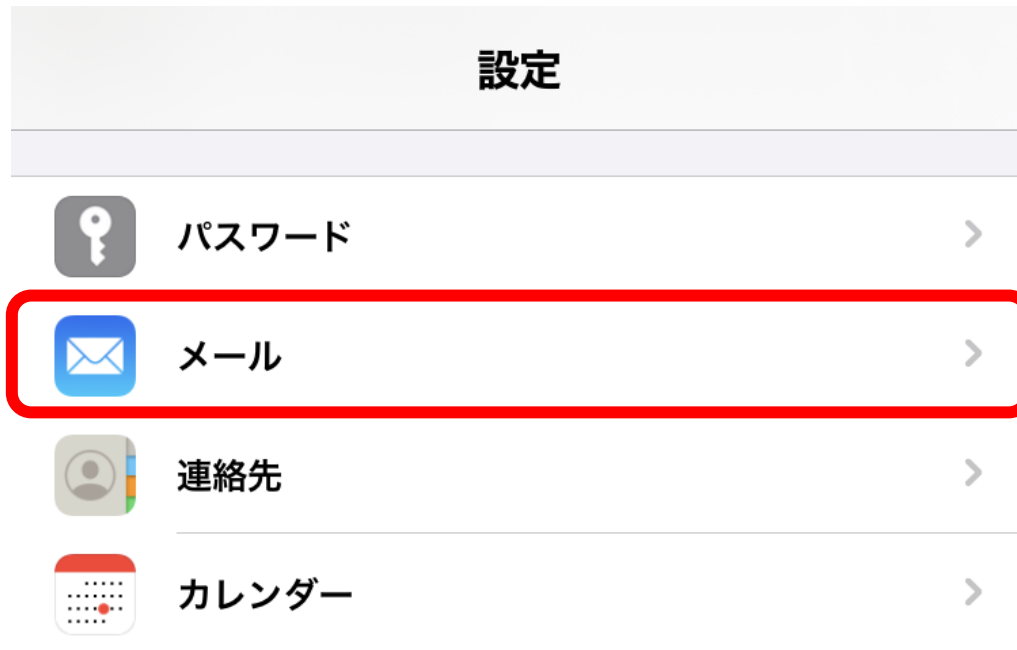 設定
パスワード
メール
連絡先
カレンダー